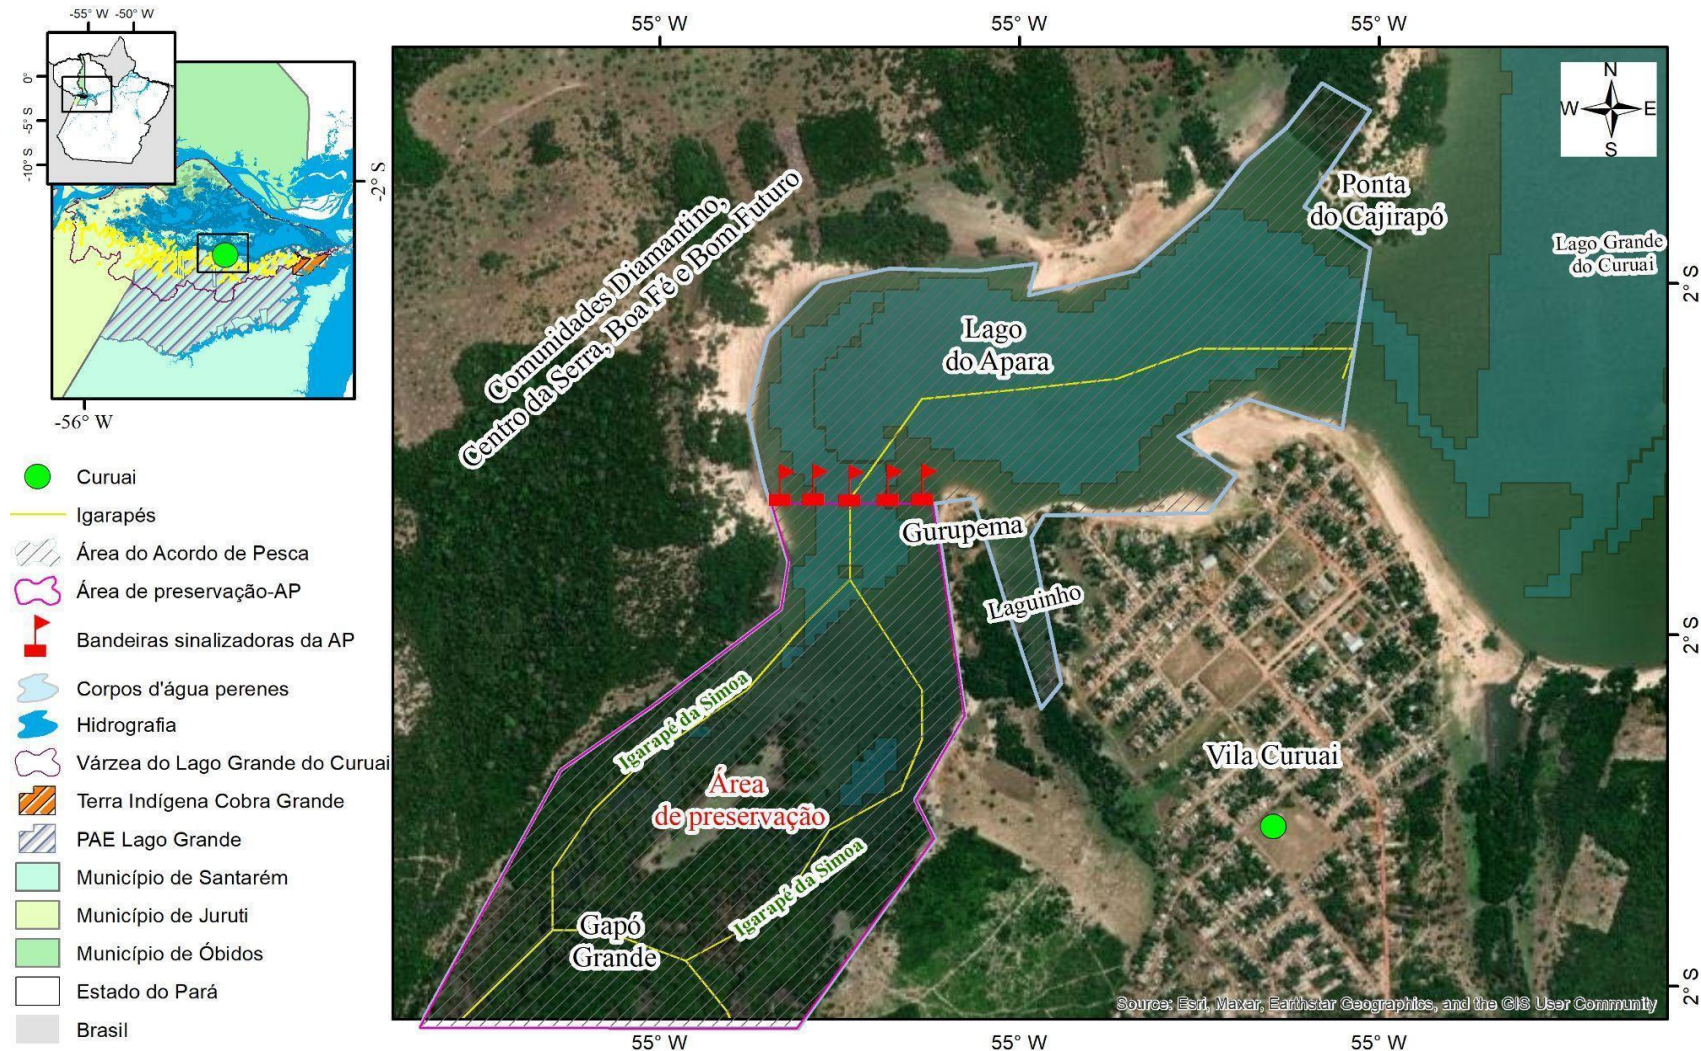 -55° W
-50° W
0°
-5° S
-10° S
-2° S
-56° W
55° W
55° W
55° W
N
W
E
S
Ponta
do Cajirapó
Lago Grande
do Curuai
2° S
Comunidades Diamantino,
Centro da Serra, Boa Fé e Bom Futuro
Lago
do Apara
Gurupema
Laguinho
2° S
Igarapé da Simoa
Vila Curuai
Área
de preservação
Igarapé da Simoa
Gapó
Grande
2° S
Source: Esri, Maxar, Earthstar Geographics, and the GIS User Community
55° W
55° W
55° W
Curuai
Igarapés
Área do Acordo de Pesca
Área de preservação-AP
Bandeiras sinalizadoras da AP
Corpos d'água perenes
Hidrografia
Várzea do Lago Grande do Curuai
Terra Indígena Cobra Grande
PAE Lago Grande
Município de Santarém
Município de Juruti
Município de Óbidos
Estado do Pará
Brasil